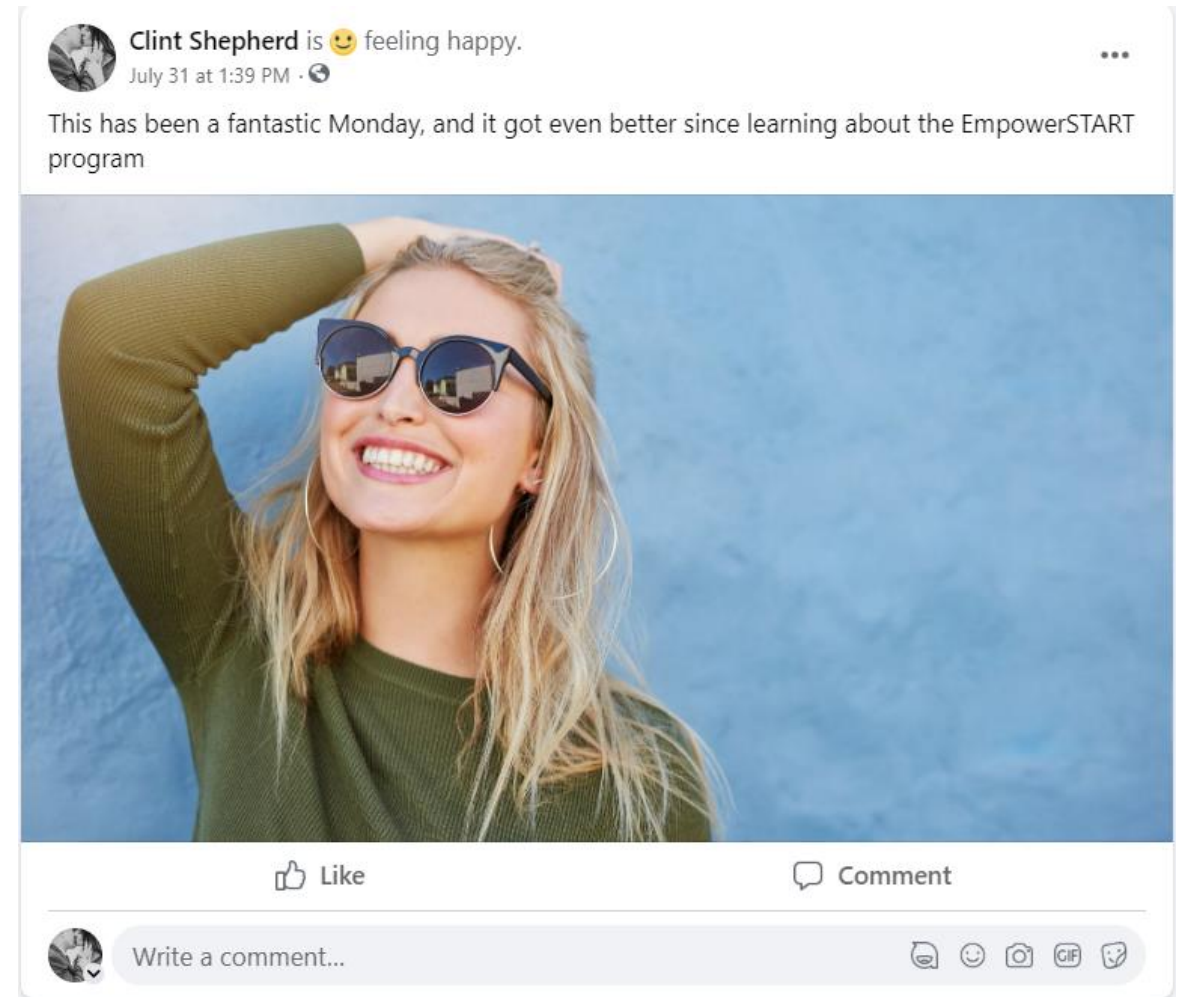 Clint Shepherd is 🙂 feeling happy.
July 31 at 1:39 PM ·
This has been a fantastic Monday, and it got even better since learning about the EmpowerSTART
program
Like
Comment
Write a comment...
GIF